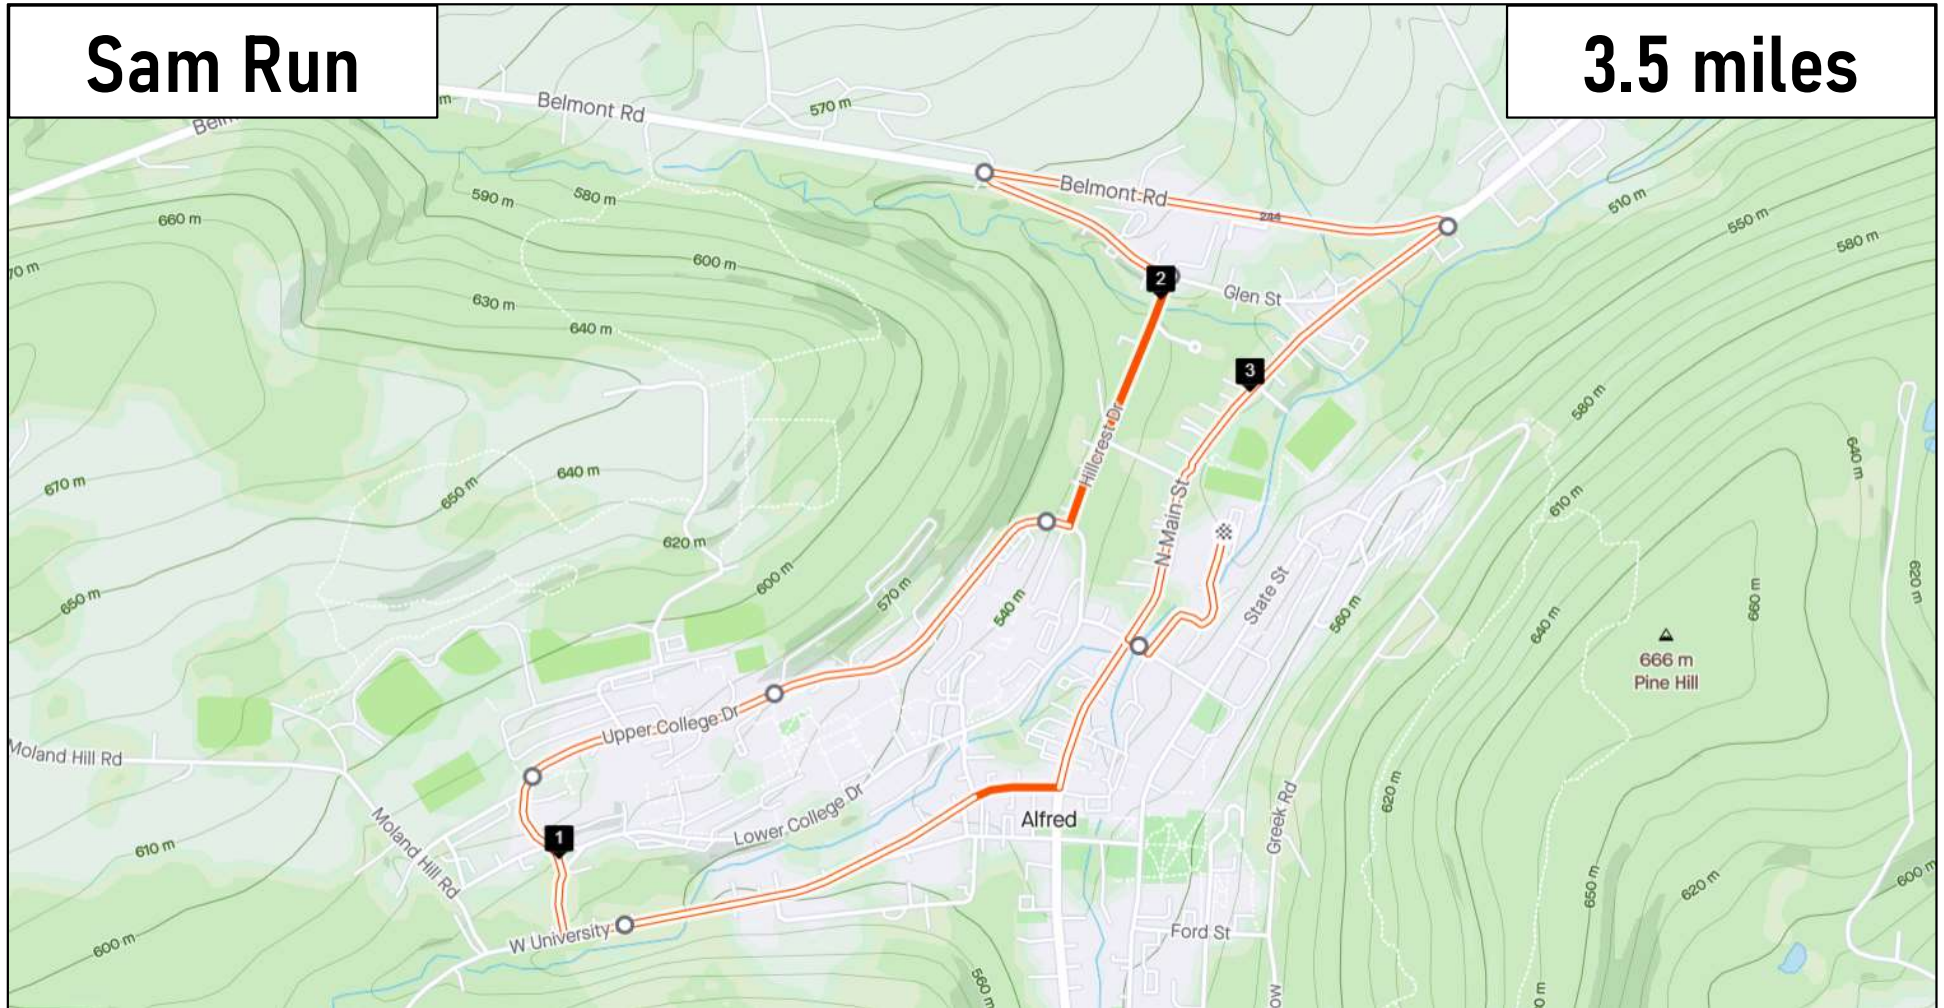 Sam Run
3.5 miles
Belmont Rd
570 m
590 m
580 m
660 m
600 m
630 m
640 m
Belmont Rd
244
510 m
550 m
580 m
2
Glen St
3
Hillcrest Dr
N Main St
670 m
650 m
640 m
620 m
600 m
570 m
540 m
650 m
State St
560 m
580 m
610 m
640 m
640 m
620 m
660 m
666 m
Pine Hill
Upper College Dr
Moland Hill Rd
Moland Hill Rd
Lower College Dr
1
610 m
600 m
W University
Alfred
Greek Rd
Ford St
560 m
620 m
650 m
620 m
600 m